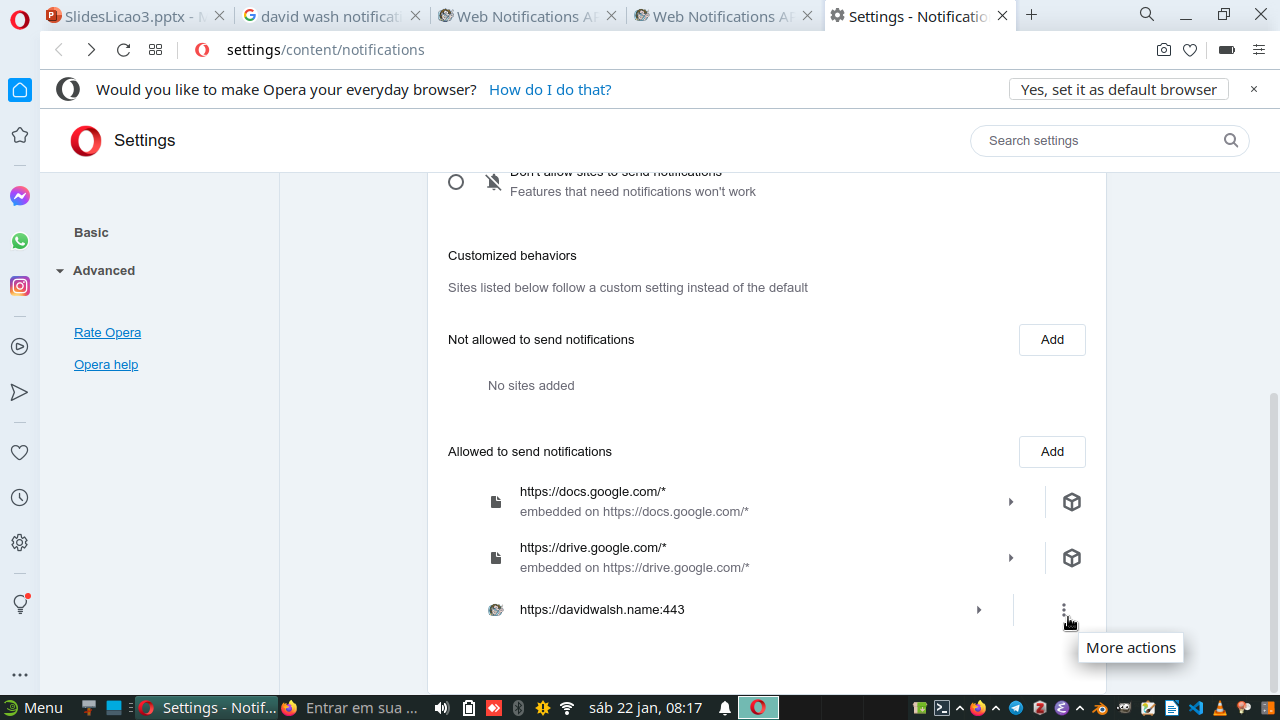 SlidesLicao3.pptx - M
david wash notificati
Web Notifications AP
Web Notifications AP
Settings - Notificatio
settings/content/notifications
Would you like to make Opera your everyday browser? How do I do that?
Yes, set it as default browser
Settings
Search settings
Basic
Advanced
Rate Opera
Opera help
Don't allow sites to send notifications
Features that need notifications won't work
Customized behaviors
Sites listed below follow a custom setting instead of the default
Not allowed to send notifications
Add
No sites added
Allowed to send notifications
Add
https://docs.google.com/*
embedded on https://docs.google.com/*
https://drive.google.com/*
embedded on https://drive.google.com/*
https://davidwalsh.name:443
More actions
Menu
Settings - Notif...
Entrar em sua ...
sáb 22 jan, 08:17